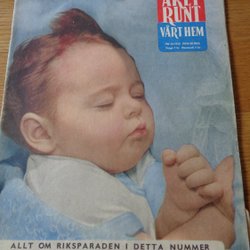 ÅRET
RUNT
VÅRT HEM
ALLT OM RIKSPARADEN I DETTA NUMMER